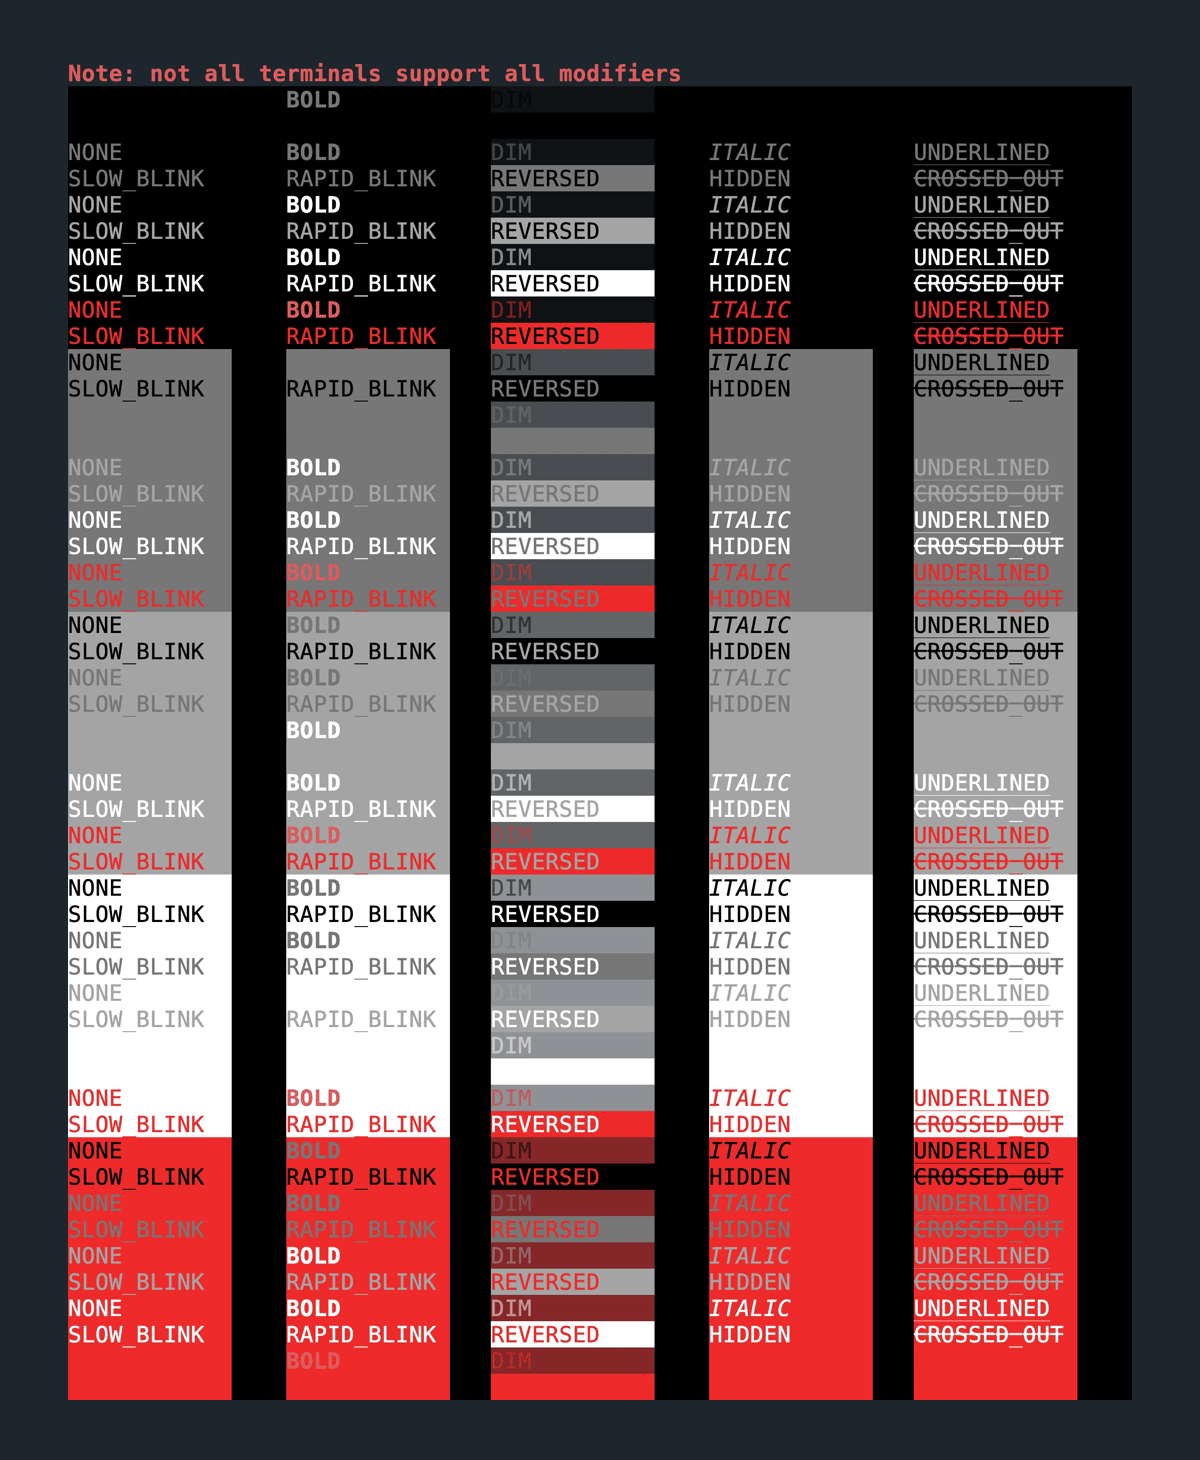 Note: not all terminals support all modifiers
BOLD DIM
NONE BOLD DIM ITALIC UNDERLINED
SLOW_BLINK RAPID_BLINK REVERSED HIDDEN CROSSED_OUT
NONE BOLD DIM ITALIC UNDERLINED
SLOW_BLINK RAPID_BLINK REVERSED HIDDEN CROSSED_OUT
NONE BOLD DIM ITALIC UNDERLINED
SLOW_BLINK RAPID_BLINK REVERSED HIDDEN CROSSED_OUT
NONE BOLD DIM ITALIC UNDERLINED
SLOW_BLINK RAPID_BLINK REVERSED HIDDEN CROSSED_OUT
NONE DIM ITALIC UNDERLINED
SLOW_BLINK RAPID_BLINK REVERSED HIDDEN CROSSED_OUT
DIM
NONE BOLD DIM ITALIC UNDERLINED
SLOW_BLINK RAPID_BLINK REVERSED HIDDEN CROSSED_OUT
NONE BOLD DIM ITALIC UNDERLINED
SLOW_BLINK RAPID_BLINK REVERSED HIDDEN CROSSED_OUT
NONE BOLD DIM ITALIC UNDERLINED
SLOW_BLINK RAPID_BLINK REVERSED HIDDEN CROSSED_OUT
NONE BOLD DIM ITALIC UNDERLINED
SLOW_BLINK RAPID_BLINK REVERSED HIDDEN CROSSED_OUT
NONE BOLD DIM ITALIC UNDERLINED
SLOW_BLINK RAPID_BLINK REVERSED HIDDEN CROSSED_OUT
BOLD DIM
NONE BOLD DIM ITALIC UNDERLINED
SLOW_BLINK RAPID_BLINK REVERSED HIDDEN CROSSED_OUT
NONE BOLD DIM ITALIC UNDERLINED
SLOW_BLINK RAPID_BLINK REVERSED HIDDEN CROSSED_OUT
NONE BOLD DIM ITALIC UNDERLINED
SLOW_BLINK RAPID_BLINK REVERSED HIDDEN CROSSED_OUT
NONE BOLD DIM ITALIC UNDERLINED
SLOW_BLINK RAPID_BLINK REVERSED HIDDEN CROSSED_OUT
NONE DIM ITALIC UNDERLINED
SLOW_BLINK RAPID_BLINK REVERSED HIDDEN CROSSED_OUT
DIM
NONE BOLD DIM ITALIC UNDERLINED
SLOW_BLINK RAPID_BLINK REVERSED HIDDEN CROSSED_OUT
NONE BOLD DIM ITALIC UNDERLINED
SLOW_BLINK RAPID_BLINK REVERSED HIDDEN CROSSED_OUT
NONE BOLD DIM ITALIC UNDERLINED
SLOW_BLINK RAPID_BLINK REVERSED HIDDEN CROSSED_OUT
NONE BOLD DIM ITALIC UNDERLINED
SLOW_BLINK RAPID_BLINK REVERSED HIDDEN CROSSED_OUT
NONE BOLD DIM ITALIC UNDERLINED
SLOW_BLINK RAPID_BLINK REVERSED HIDDEN CROSSED_OUT
BOLD DIM